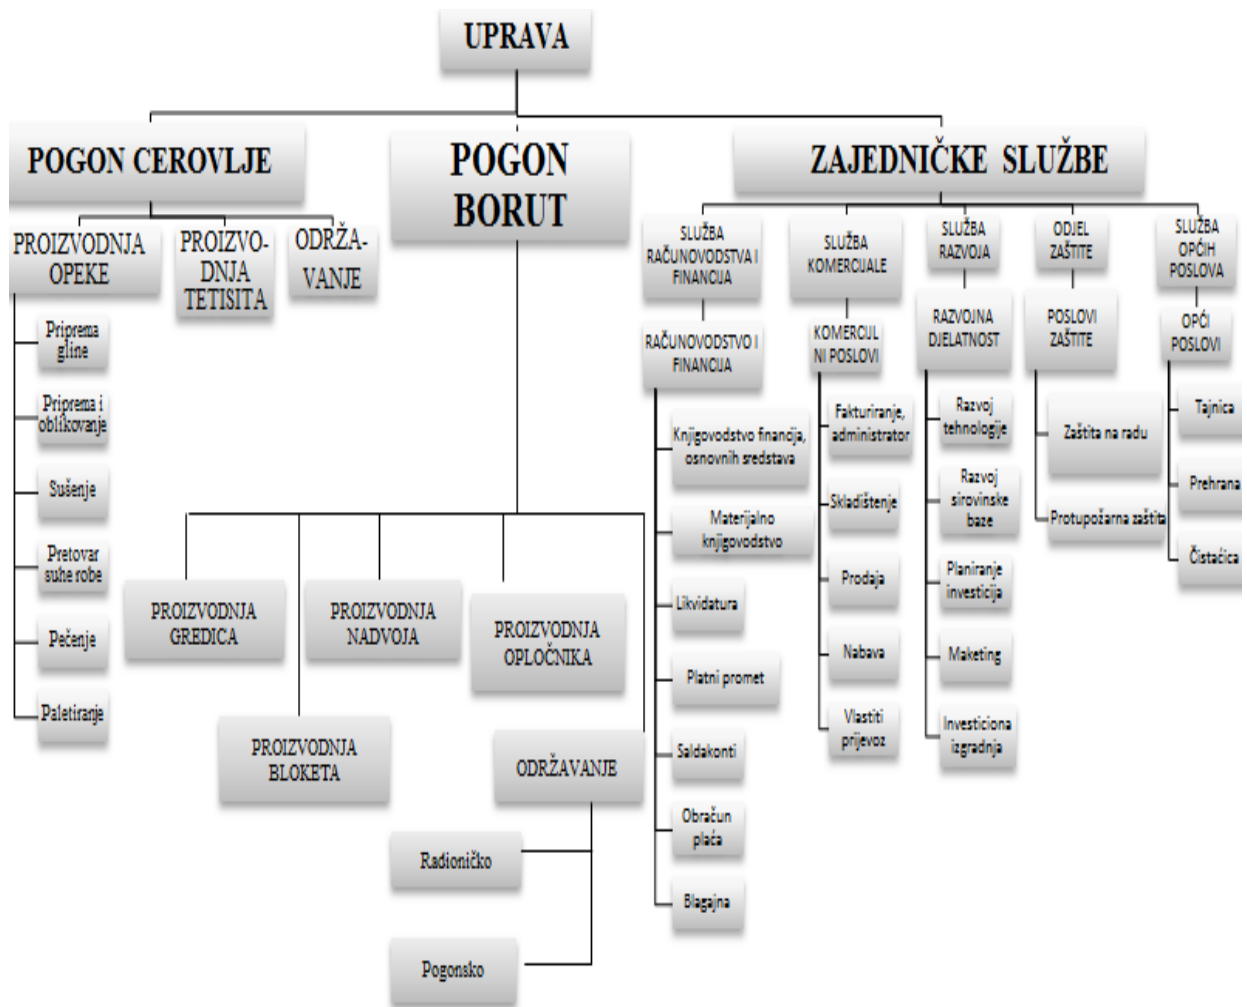 UPRAVA
POGON CEROVLJE
POGON
BORUT
ZAJEDNIČKE SLUŽBE
PROIZVODNJA
OPEKE
PROIZVO-
DNJA
TETISITA
ODRŽA-
VANJE
Priprema
gline
Priprema i
oblikovanje
Sušenje
Pretovar
suhe robe
Pečenje
Paletiranje
PROIZVODNJA
GREDICA
PROIZVODNJA
NADVOJA
PROIZVODNJA
OPLOČNIKA
PROIZVODNJA
BLOKETA
ODRŽAVANJE
Radioničko
Pogonsko
SLUŽBA
RAČUNOVODSTVA I
FINANCIJA
RAČUNOVODSTVO I
FINANCIJA
Knjigovodstvo financija,
osnovnih sredstava
Materijalno
knjigovodstvo
Likvidatura
Platni promet
Saldakonti
Obračun
plaća
Blagajna
SLUŽBA
KOMERCIJALE
KOMERCIJL
NI POSLOVI
Fakturiranje,
administrator
Skladištenje
Prodaja
Nabava
Vlastiti
prijevoz
SLUŽBA
RAZVOJA
RAZVOJNA
DJELATNOST
Razvoj
tehnologije
Razvoj
sirovinske
baze
Planiranje
investicija
Maketing
Investiciona
izgradnja
ODJEL
ZAŠTITE
POSLOVI
ZAŠTITE
Zaštita na radu
Protupožarna zaštita
SLUŽBA
OPĆIH
POSLOVA
OPĆI
POSLOVI
Tajnica
Prehrana
Čistaćica